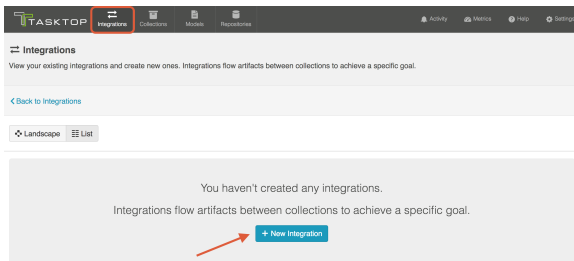 TASKTOP
Integrations
Collections
Models
Repositories
Activity
Metrics
Help
Settings
Integrations
View your existing integrations and create new ones. Integrations flow artifacts between collections to achieve a specific goal.
Back to Integrations
Landscape
List
You haven't created any integrations.
Integrations flow artifacts between collections to achieve a specific goal.
+ New Integration